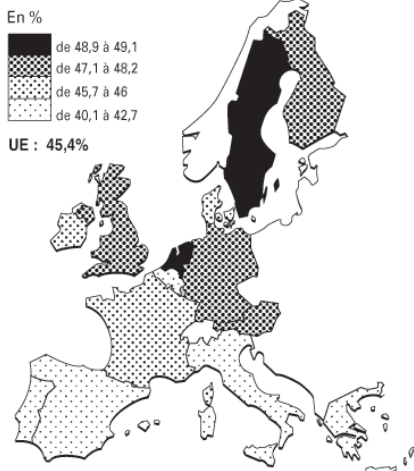 En %
de 48,9 à 49,1
de 47,1 à 48,2
de 45,7 à 46
de 40,1 à 42,7
UE : 45,4%